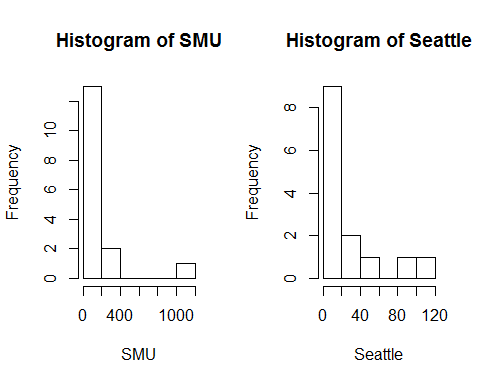 Histogram of SMU
Frequency
0 2 4 6 8 10
0 400 1000
SMU
Histogram of Seattle
Frequency
0 2 4 6 8
0 40 80 120
Seattle